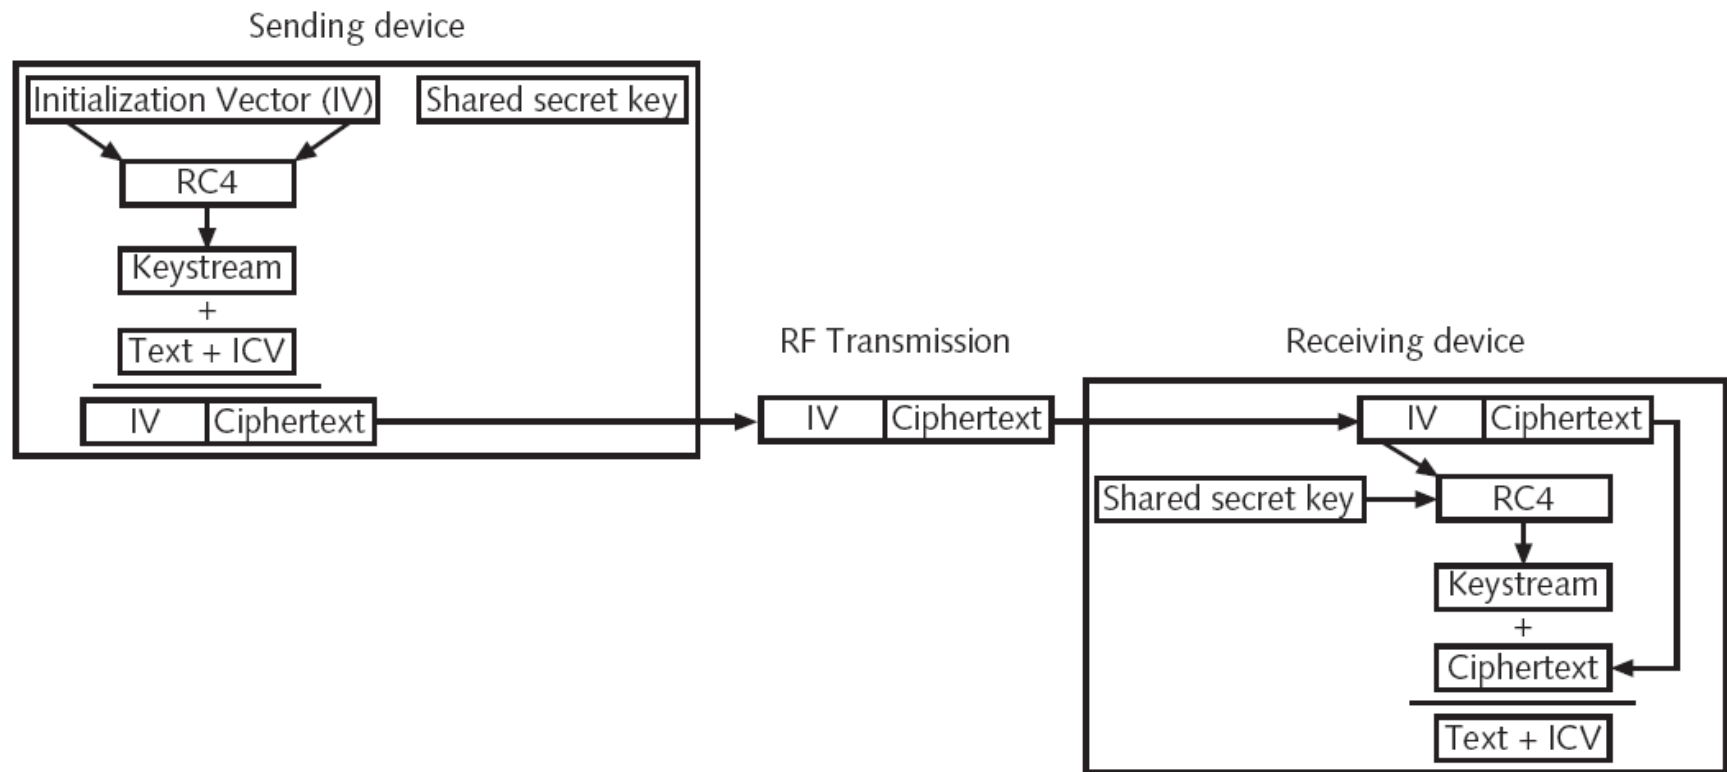 Sending device
Initialization Vector (IV)
Shared secret key
RC4
Keystream
+
Text + ICV
IV
Ciphertext
RF Transmission
IV
Ciphertext
Receiving device
IV
Ciphertext
Shared secret key
RC4
Keystream
+
Ciphertext
Text + ICV